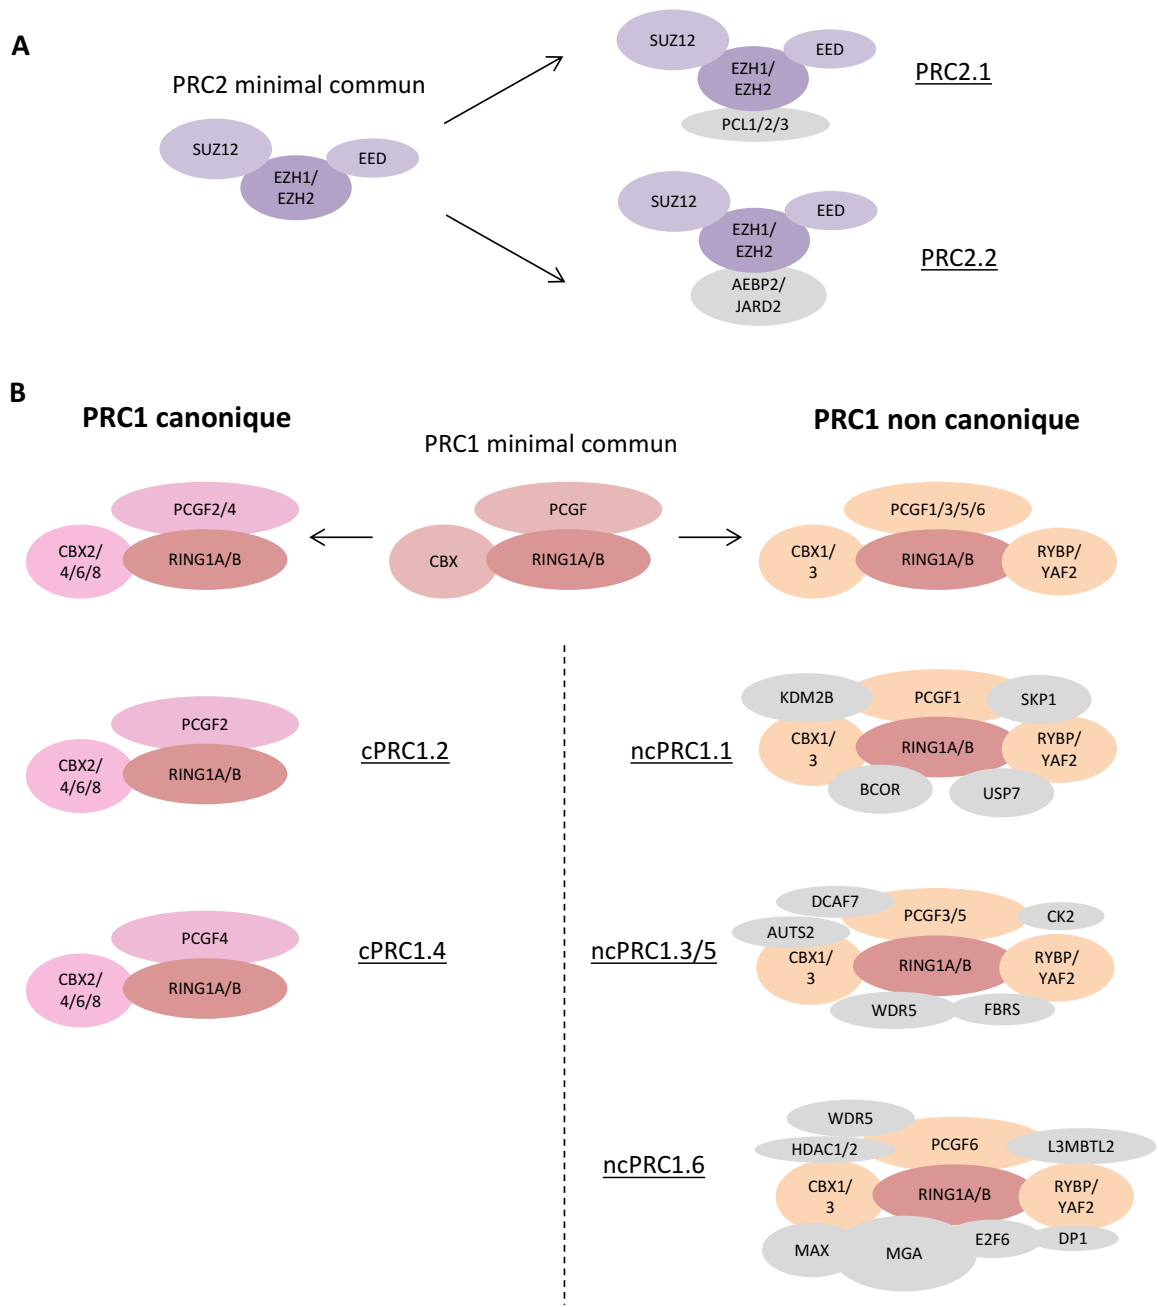 A
PRC2 minimal commun
SUZ12
EZH1/
EZH2
EED
SUZ12
EZH1/
EZH2
EED
PCL1/2/3
PRC2.1
SUZ12
EZH1/
EZH2
EED
AEBP2/
JARD2
PRC2.2
B
PRC1 canonique
PRC1 minimal commun
PRC1 non canonique
PCGF2/4
CBX2/
4/6/8
RING1A/B
PCGF
CBX
RING1A/B
PCGF1/3/5/6
CBX1/
3
RING1A/B
RYBP/
YAF2
PCGF2
CBX2/
4/6/8
RING1A/B
cPRC1.2
ncPRC1.1
KDM2B
PCGF1
SKP1
CBX1/
3
RING1A/B
RYBP/
YAF2
BCOR
USP7
PCGF4
CBX2/
4/6/8
RING1A/B
cPRC1.4
ncPRC1.3/5
DCAF7
PCGF3/5
CK2
AUTS2
CBX1/
3
RING1A/B
RYBP/
YAF2
WDR5
FBRS
ncPRC1.6
WDR5
PCGF6
L3MBTL2
HDAC1/2
CBX1/
3
RING1A/B
RYBP/
YAF2
MAX
MGA
E2F6
DP1